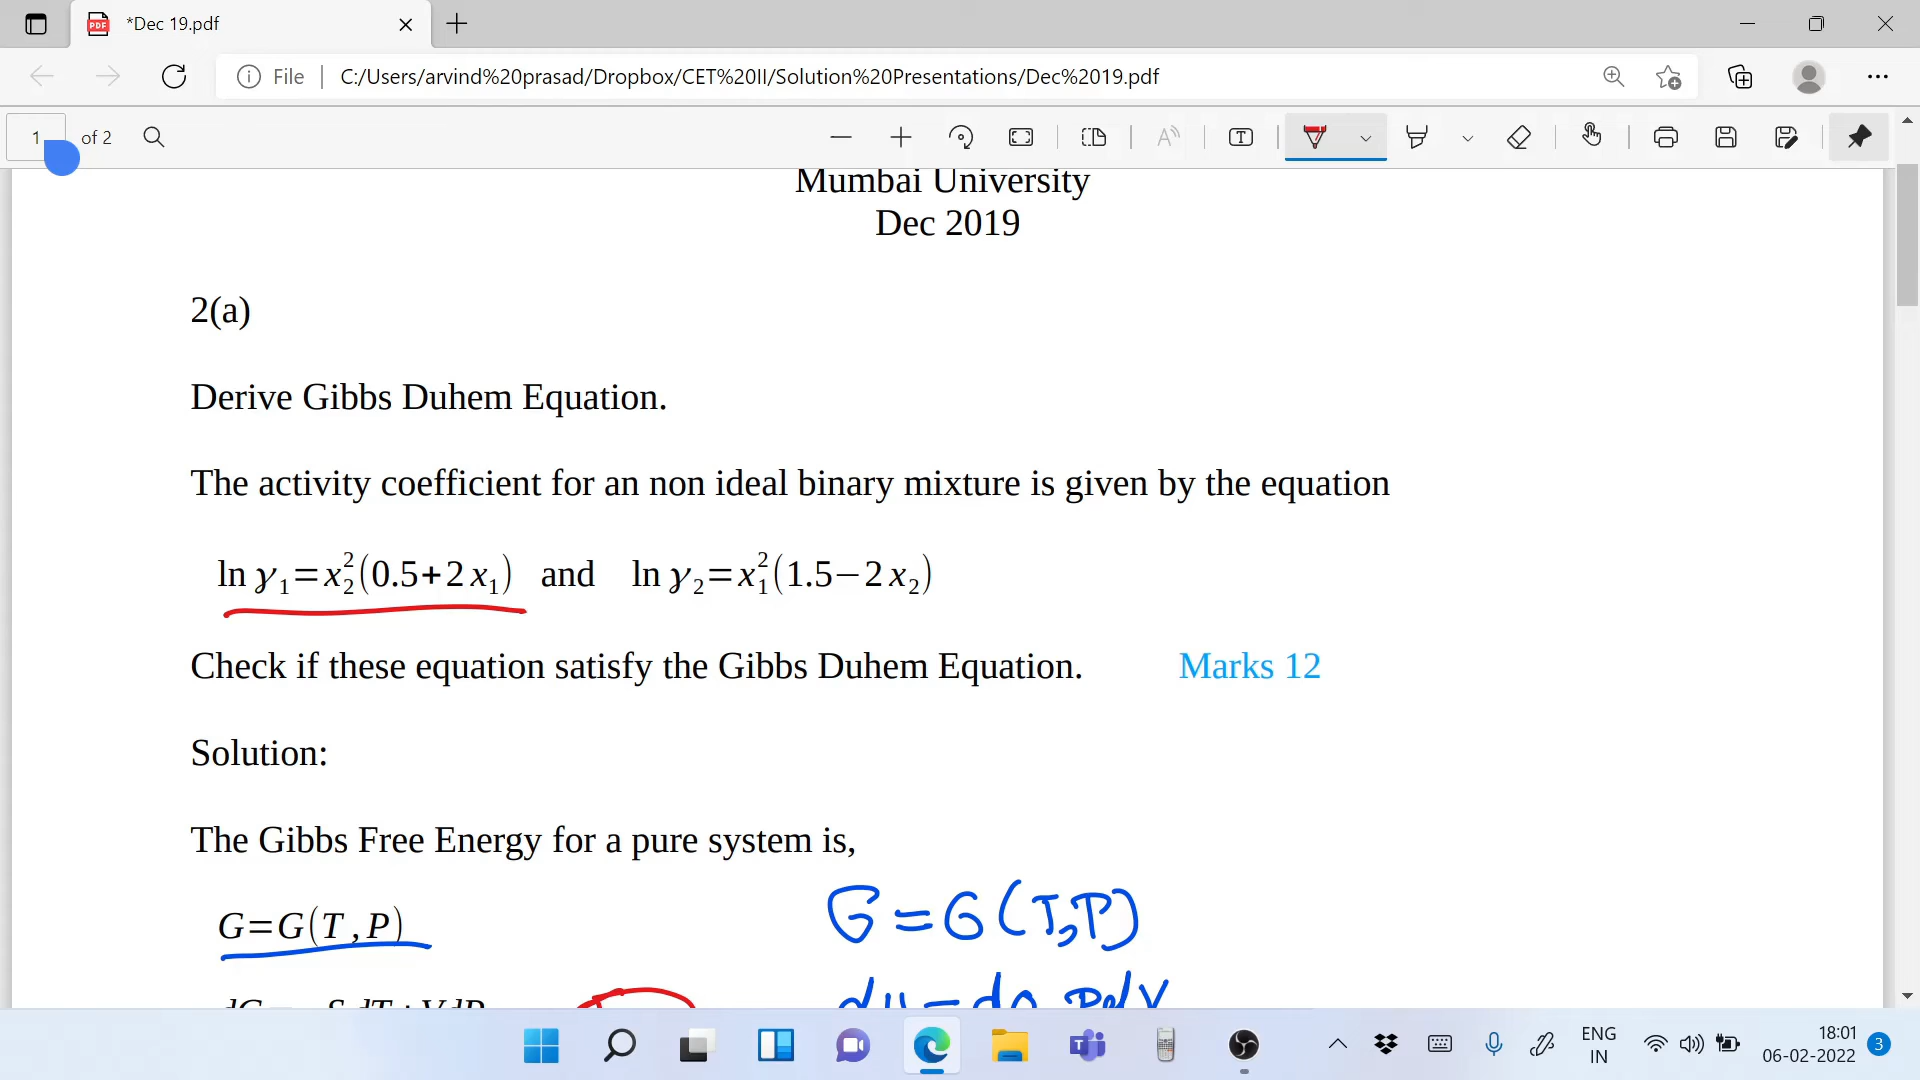 *Dec 19.pdf
File C:/Users/arvind%20prasad/Dropbox/CET%20II/Solution%20Presentations/Dec%2019.pdf
1 of 2
Mumbai University
Dec 2019
2(a)
Derive Gibbs Duhem Equation.
The activity coefficient for an non ideal binary mixture is given by the equation
ln γ₁=x₂²(0.5+2 x₁) and ln γ₂=x₁²(1.5−2 x₂)
Check if these equation satisfy the Gibbs Duhem Equation. Marks 12
Solution:
The Gibbs Free Energy for a pure system is,
G=G(T,P) G=G(T,P)
ENG
IN
18:01
06-02-2022
3